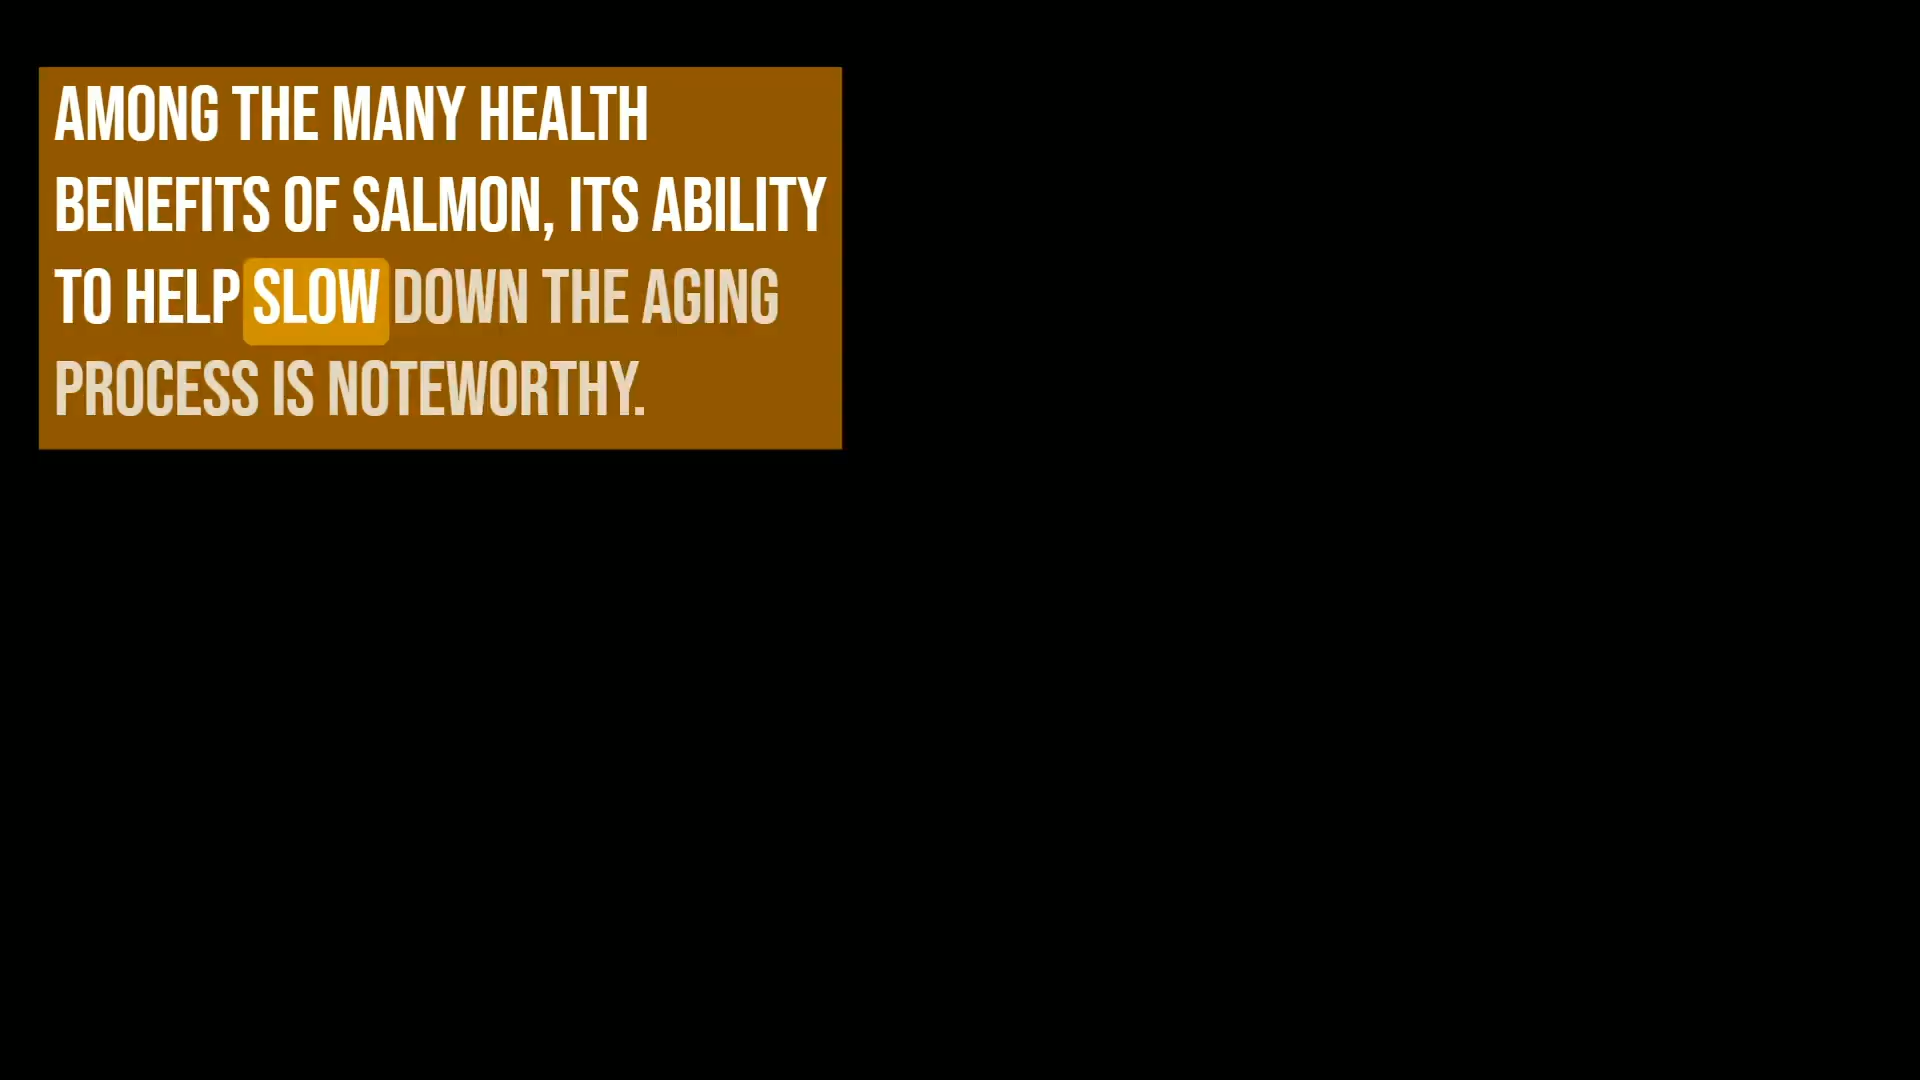 AMONG THE MANY HEALTH
BENEFITS OF SALMON, ITS ABILITY
TO HELP SLOW DOWN THE AGING
PROCESS IS NOTEWORTHY.